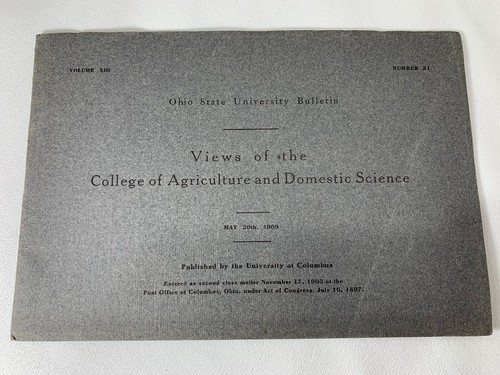 VOLUME XIII NUMBER 21
Ohio State University Bulletin
Views of the
College of Agriculture and Domestic Science
MAY 20th, 1909
Published by the University at Columbus
Entered as second class matter November 17, 1905 at the
Post Office at Columbus, Ohio, under Act of Congress, July 16, 1897.